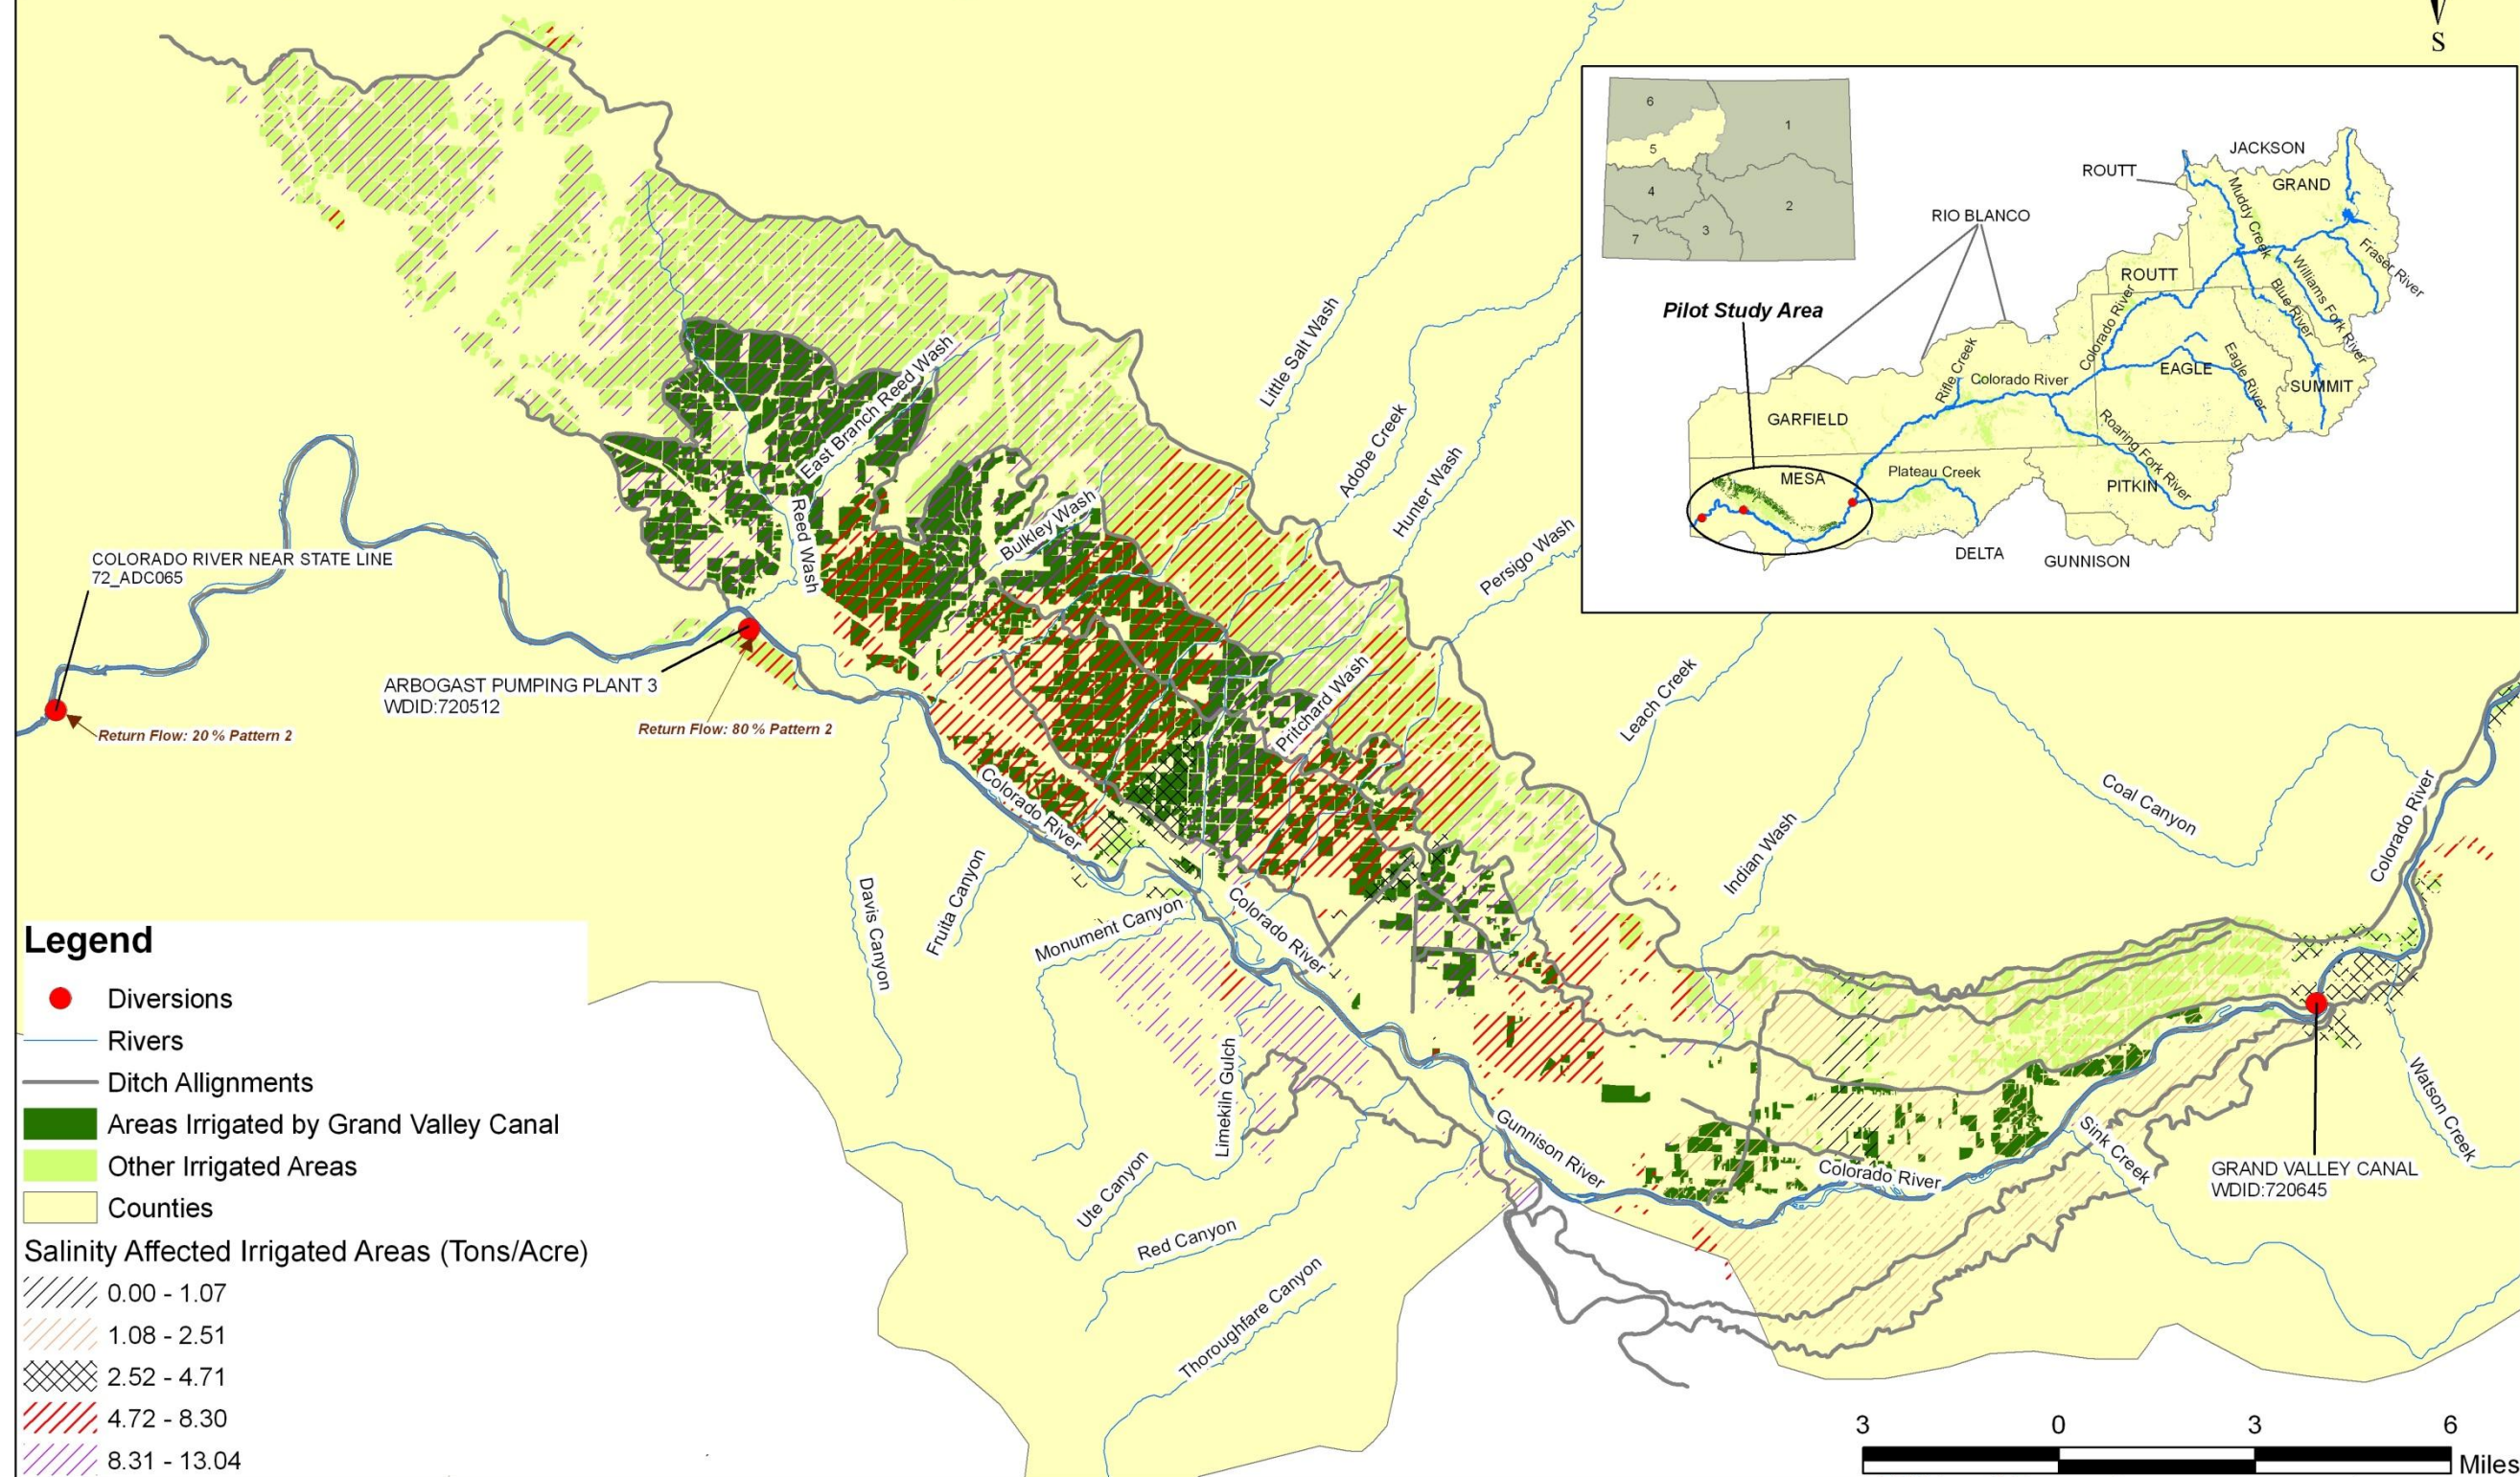 S
6
1
5
4
2
3
7
Pilot Study Area
RIO BLANCO
ROUTT
JACKSON
GRAND
Muddy Creek
Fraser River
Williams Fork River
Blue River
ROUTT
Colorado River
EAGLE
Eagle River
SUMMIT
Rifle Creek
Colorado River
GARFIELD
Roaring Fork River
MESA
Plateau Creek
PITKIN
DELTA
GUNNISON
Little Salt Wash
Adobe Creek
Hunter Wash
Persigo Wash
East Branch Reed Wash
Reed Wash
Bulkley Wash
Pritchard Wash
Leach Creek
Indian Wash
Coal Canyon
Colorado River
COLORADO RIVER NEAR STATE LINE
72_ADC065
Return Flow: 20 % Pattern 2
ARBOGAST PUMPING PLANT 3
WDID:720512
Return Flow: 80 % Pattern 2
Colorado River
Davis Canyon
Fruita Canyon
Monument Canyon
Colorado River
Limekiln Gulch
Ute Canyon
Red Canyon
Thoroughfare Canyon
Gunnison River
Colorado River
Sink Creek
Watson Creek
GRAND VALLEY CANAL
WDID:720645
Legend
Diversions
Rivers
Ditch Allignments
Areas Irrigated by Grand Valley Canal
Other Irrigated Areas
Counties
Salinity Affected Irrigated Areas (Tons/Acre)
0.00 - 1.07
1.08 - 2.51
2.52 - 4.71
4.72 - 8.30
8.31 - 13.04
3 0 3 6
Miles